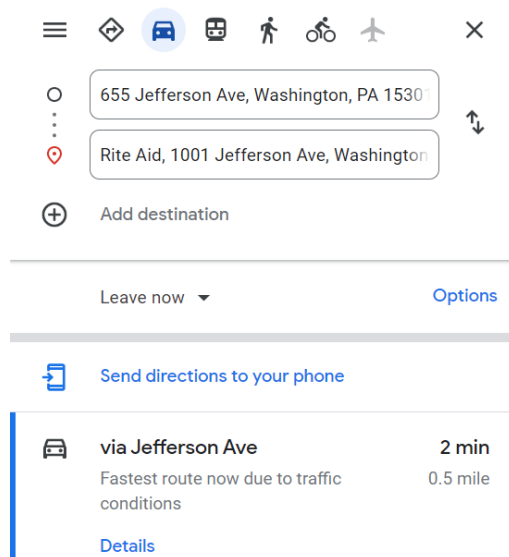 655 Jefferson Ave, Washington, PA 15301
Rite Aid, 1001 Jefferson Ave, Washington
Add destination
Leave now
Options
Send directions to your phone
via Jefferson Ave
2 min
Fastest route now due to traffic
0.5 mile
conditions
Details